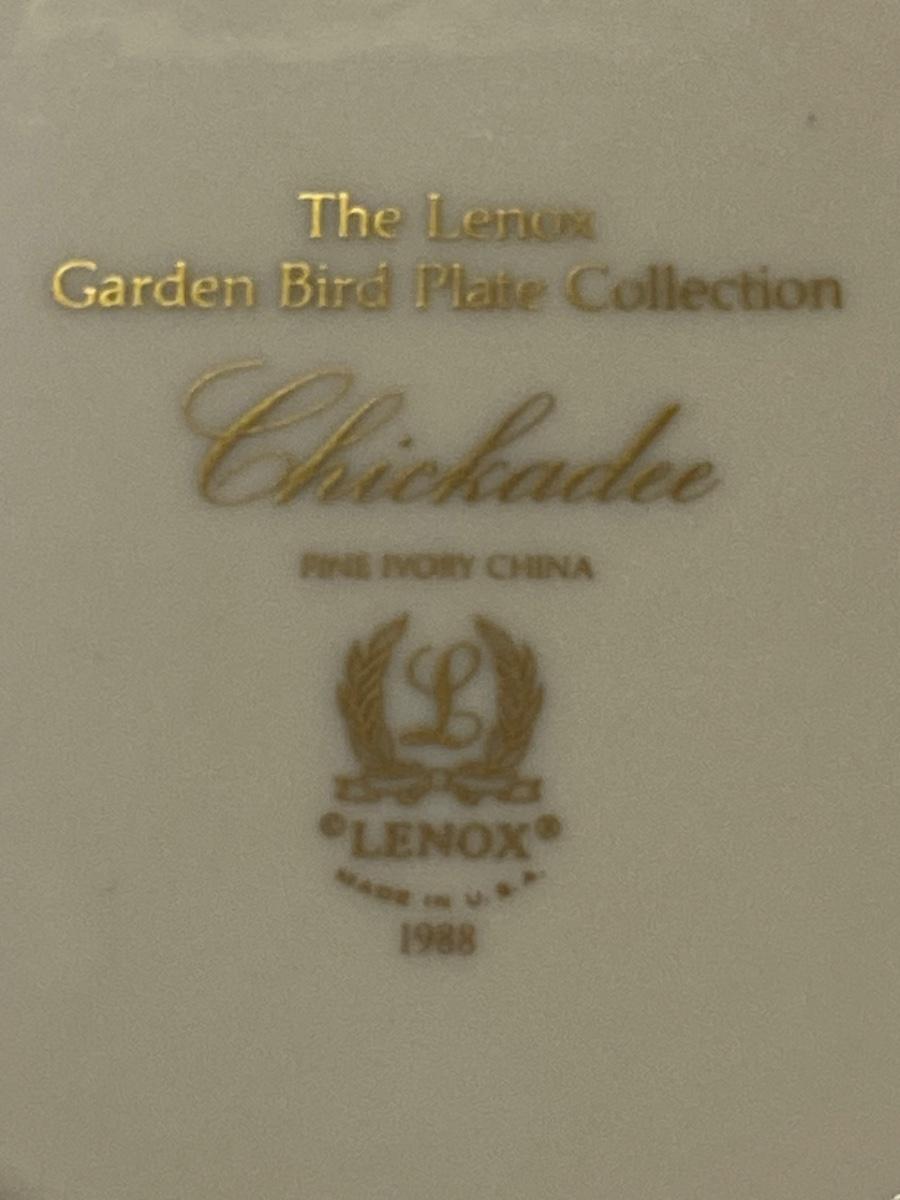 The Lenox
Garden Bird Plate Collection
Chickadee
FINE IVORY CHINA
L
©LENOX®
MADE IN U.S.A.
1988